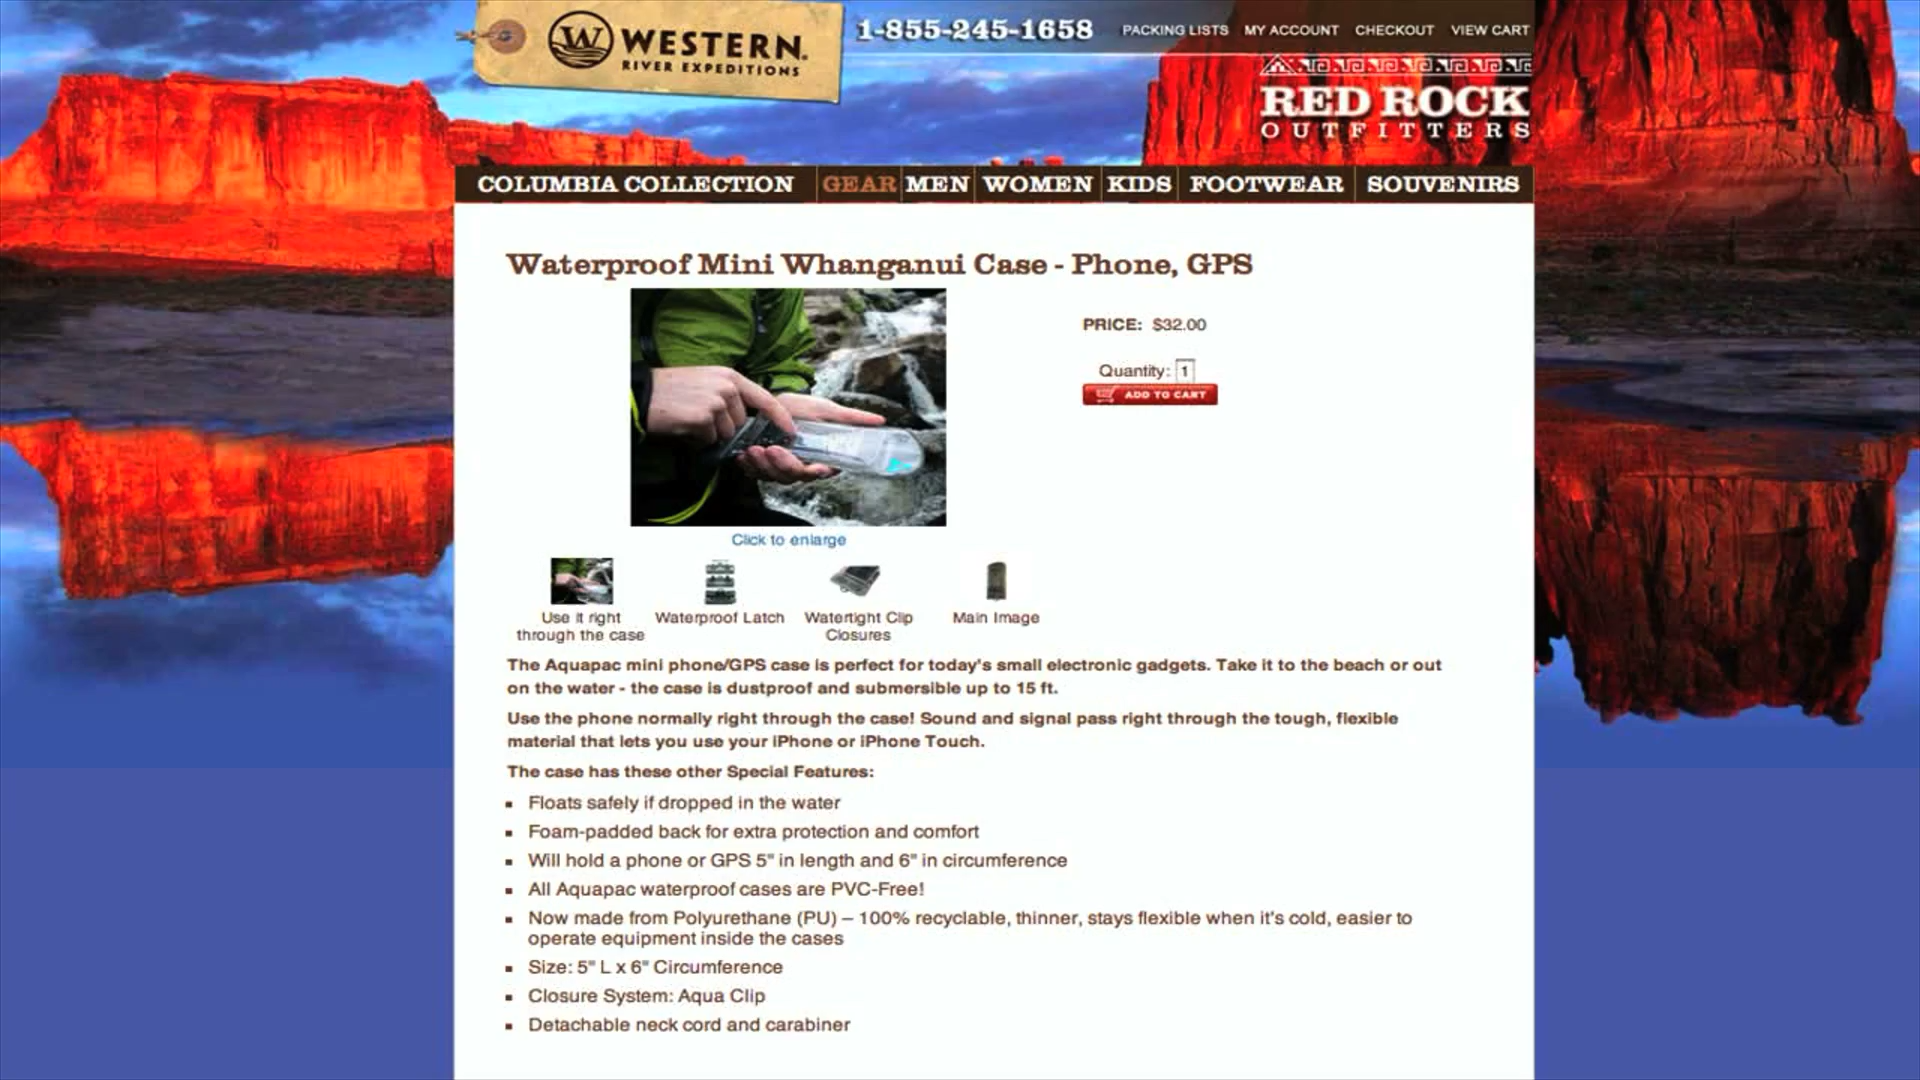 WESTERN.
RIVER EXPEDITIONS
1-855-245-1658
PACKING LISTS MY ACCOUNT CHECKOUT VIEW CART
RED ROCK
OUTFITTERS
COLUMBIA COLLECTION GEAR MEN WOMEN KIDS FOOTWEAR SOUVENIRS
Waterproof Mini Whanganui Case - Phone, GPS
PRICE: $32.00
Quantity: 1
ADD TO CART
Click to enlarge
Use it right
through the case
Waterproof Latch
Watertight Clip
Closures
Main Image
The Aquapac mini phone/GPS case is perfect for today's small electronic gadgets. Take it to the beach or out
on the water - the case is dustproof and submersible up to 15 ft.
Use the phone normally right through the case! Sound and signal pass right through the tough, flexible
material that lets you use your iPhone or iPhone Touch.
The case has these other Special Features:
▪ Floats safely if dropped in the water
▪ Foam-padded back for extra protection and comfort
▪ Will hold a phone or GPS 5" in length and 6" in circumference
▪ All Aquapac waterproof cases are PVC-Free!
▪ Now made from Polyurethane (PU) – 100% recyclable, thinner, stays flexible when it's cold, easier to
operate equipment inside the cases
▪ Size: 5" L x 6" Circumference
▪ Closure System: Aqua Clip
▪ Detachable neck cord and carabiner